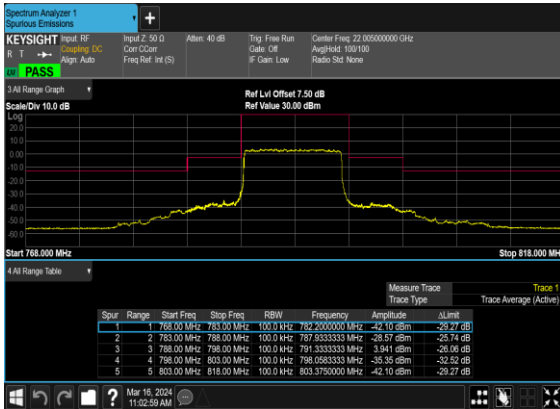 Spectrum Analyzer 1
Spurious Emissions
KEYSIGHT Input: RF Input Z: 50 Ω Atten: 40 dB Trig: Free Run Center Freq: 22.005000000 GHz
R T Coupling: DC Corr CCorr Gate: Off Avg|Hold: 100/100
Align: Auto Freq Ref: Int (S) IF Gain: Low Radio Std: None
LXI PASS
3 All Range Graph
Ref Lvl Offset 7.50 dB
Scale/Div 10.0 dB Ref Value 30.00 dBm
Log
20.0
10.0
0.00
-10.0
-20.0
-30.0
-40.0
-50.0
-60.0
Start 768.000 MHz Stop 818.000 MH
4 All Range Table
Measure Trace Trace 1
Trace Type Trace Average (Active)
Spur Range Start Freq Stop Freq RBW Frequency Amplitude ΔLimit
1 1 768.00 MHz 783.00 MHz 100.0 kHz 782.2000000 MHz -42.10 dBm -29.27 dB
2 2 783.00 MHz 788.00 MHz 100.0 kHz 787.9333333 MHz -28.57 dBm -25.74 dB
3 3 788.00 MHz 798.00 MHz 100.0 kHz 791.3333333 MHz 3.941 dBm -26.06 dB
4 4 798.00 MHz 803.00 MHz 100.0 kHz 798.0583333 MHz -35.35 dBm -32.52 dB
5 5 803.00 MHz 818.00 MHz 100.0 kHz 803.3750000 MHz -42.10 dBm -29.27 dB
? Mar 16, 2024
11:02:59 AM